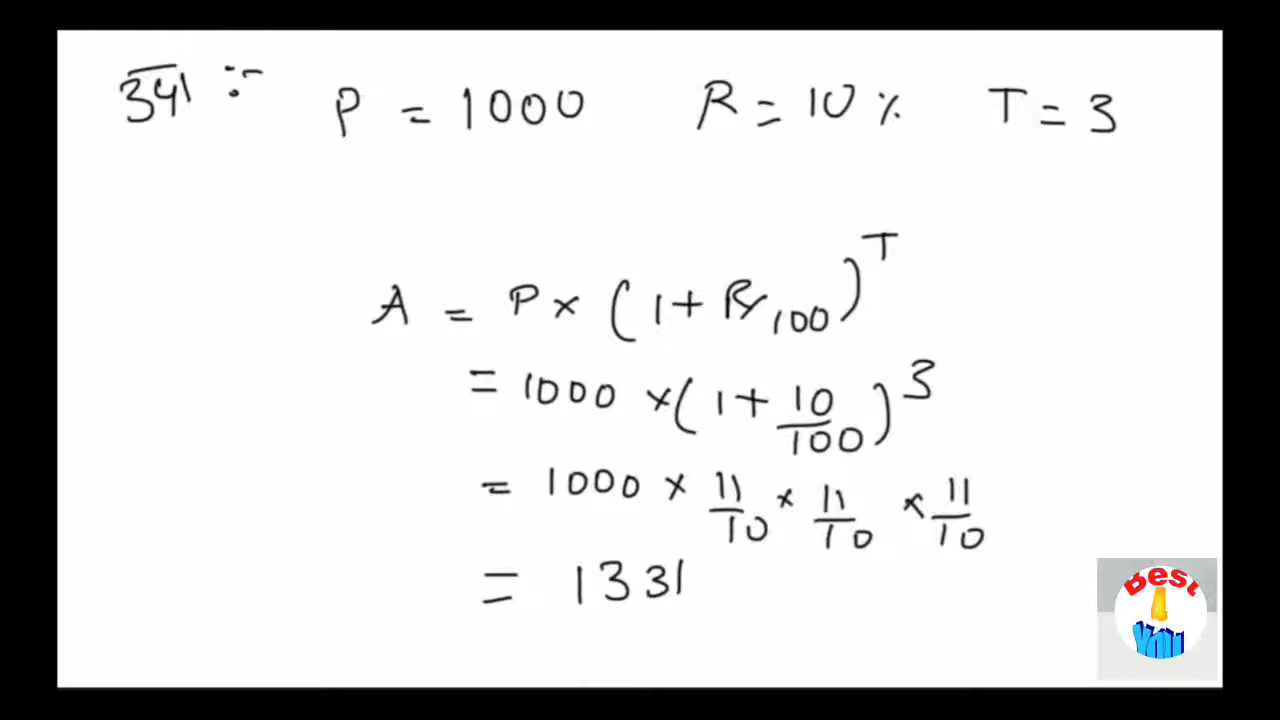 P = 1000 R = 10 % T = 3
A = P × (1 + R/100)^T
= 1000 × (1 + 10/100)^3
= 1000 × 11/10 × 11/10 × 11/10
= 1331
Best
4
You